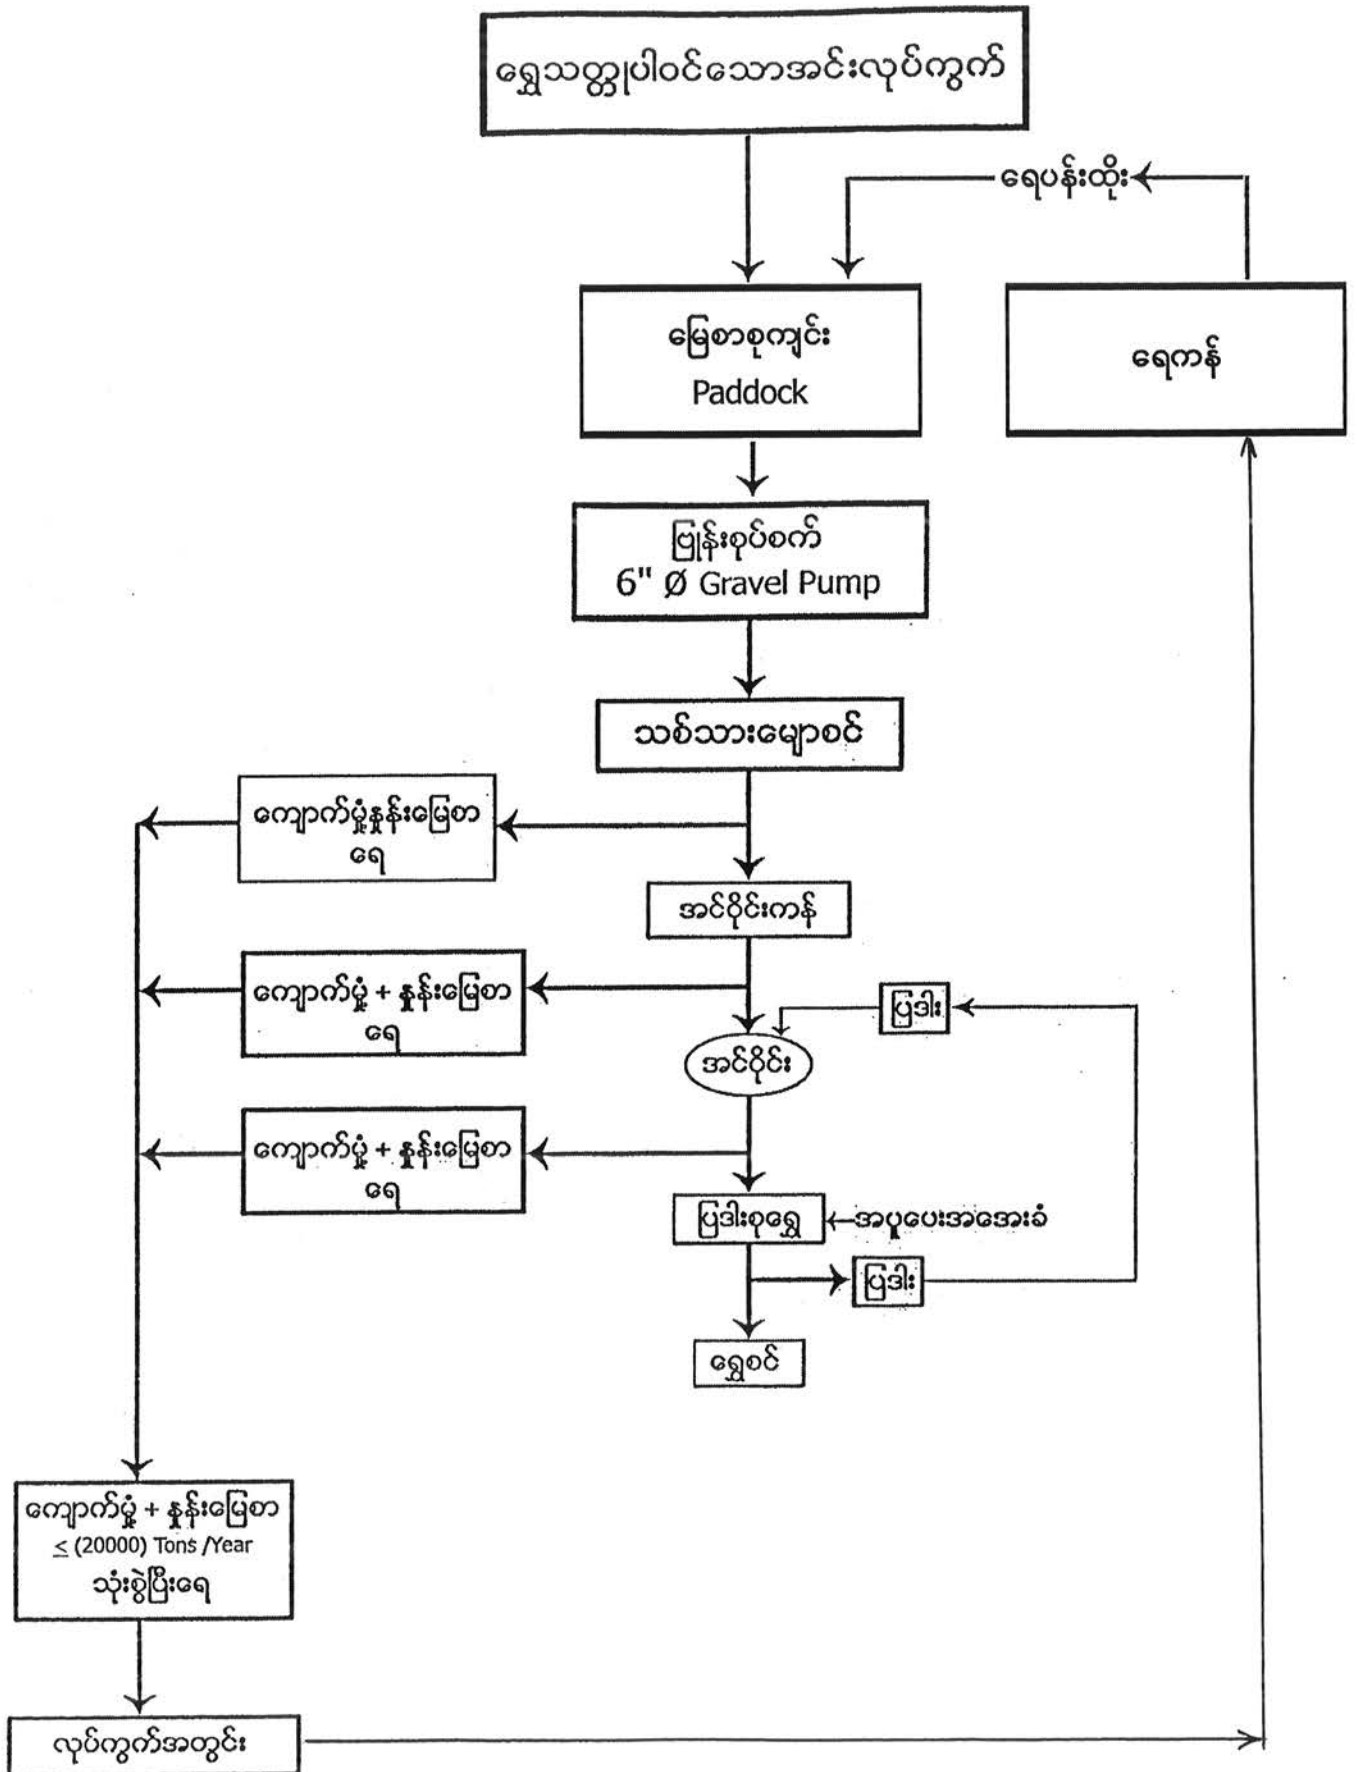 ရွှေသတ္တုပါဝင်သောအင်းလုပ်ကွက်
ရေပန်းထိုး
မြေစာစုကျင်း
Paddock
ရေကန်
ဗြုန်းစုပ်စက်
6" Ø Gravel Pump
သစ်သားမျောစင်
ကျောက်မှုံ့နှုန်းမြေစာ
ရေ
အင်ဝိုင်းကန်
ကျောက်မှုံ့ + နှုန်းမြေစာ
ရေ
ပြဒါး
အင်ဝိုင်း
ကျောက်မှုံ့ + နှုန်းမြေစာ
ရေ
ပြဒါးစုရွှေ
အပူပေးအအေးခံ
ပြဒါး
ရွှေစင်
ကျောက်မှုံ့ + နှုန်းမြေစာ
≤ (20000) Tons /Year
သုံးစွဲပြီးရေ
လုပ်ကွက်အတွင်း